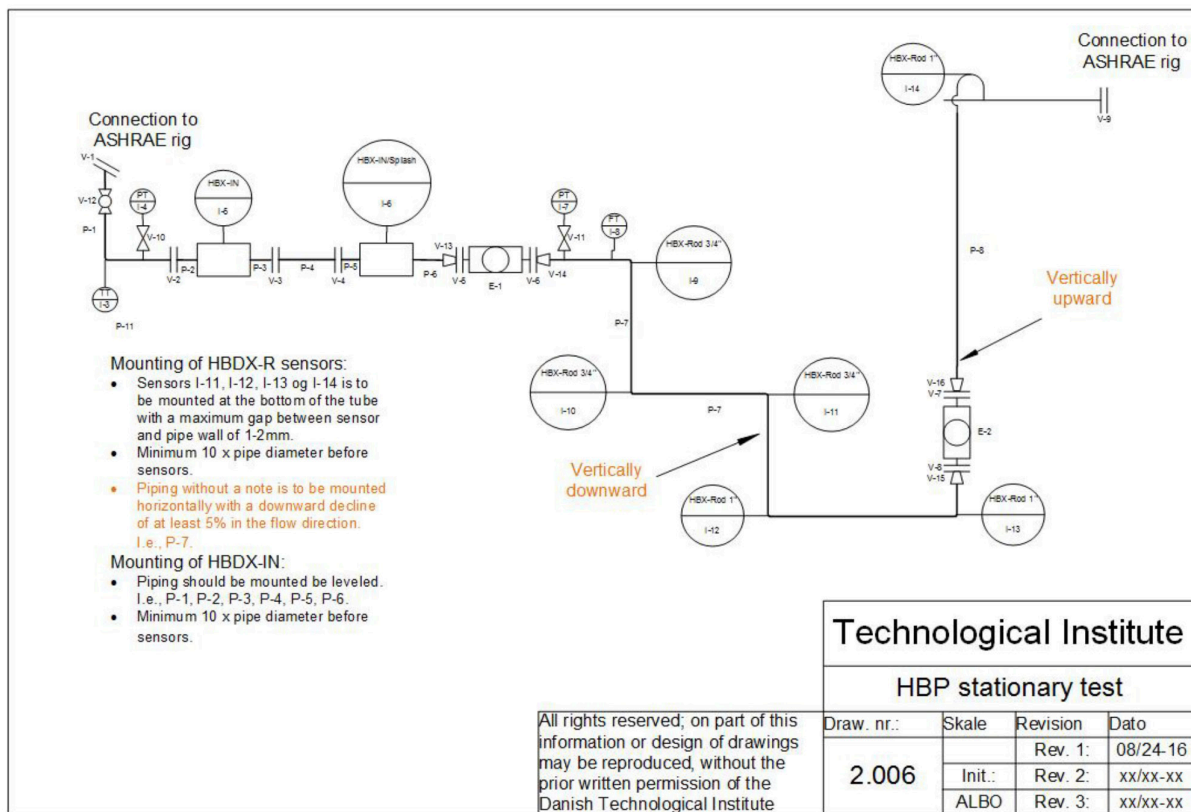 Connection to
ASHRAE rig
HBX-Rod 1"
I-14
V-9
Connection to
ASHRAE rig
V-1
V-12
P-1
PT
I-4
V-10
HBX-IN
I-5
HBX-IN/Splash
I-6
PT
I-7
V-11
FT
I-8
HBX-Rod 3/4"
I-9
P-2
V-2
P-3
V-3
P-4
P-5
V-4
P-6
V-13
V-5
E-1
V-6
V-14
TT
I-3
P-11
P-8
Vertically
upward
P-7
HBX-Rod 3/4"
I-10
P-7
HBX-Rod 3/4"
I-11
V-16
V-7
E-2
V-8
V-15
Vertically
downward
HBX-Rod 1"
I-12
HBX-Rod 1"
I-13
Mounting of HBDX-R sensors:
• Sensors I-11, I-12, I-13 og I-14 is to
be mounted at the bottom of the tube
with a maximum gap between sensor
and pipe wall of 1-2mm.
• Minimum 10 x pipe diameter before
sensors.
• Piping without a note is to be mounted
horizontally with a downward decline
of at least 5% in the flow direction.
I.e., P-7.
Mounting of HBDX-IN:
• Piping should be mounted be leveled.
I.e., P-1, P-2, P-3, P-4, P-5, P-6.
• Minimum 10 x pipe diameter before
sensors.
Technological Institute
HBP stationary test
All rights reserved; on part of this
information or design of drawings
may be reproduced, without the
prior written permission of the
Danish Technological Institute
Draw. nr.: Skale Revision Dato
Rev. 1: 08/24-16
2.006 Init.: Rev. 2: xx/xx-xx
ALBO Rev. 3: xx/xx-xx